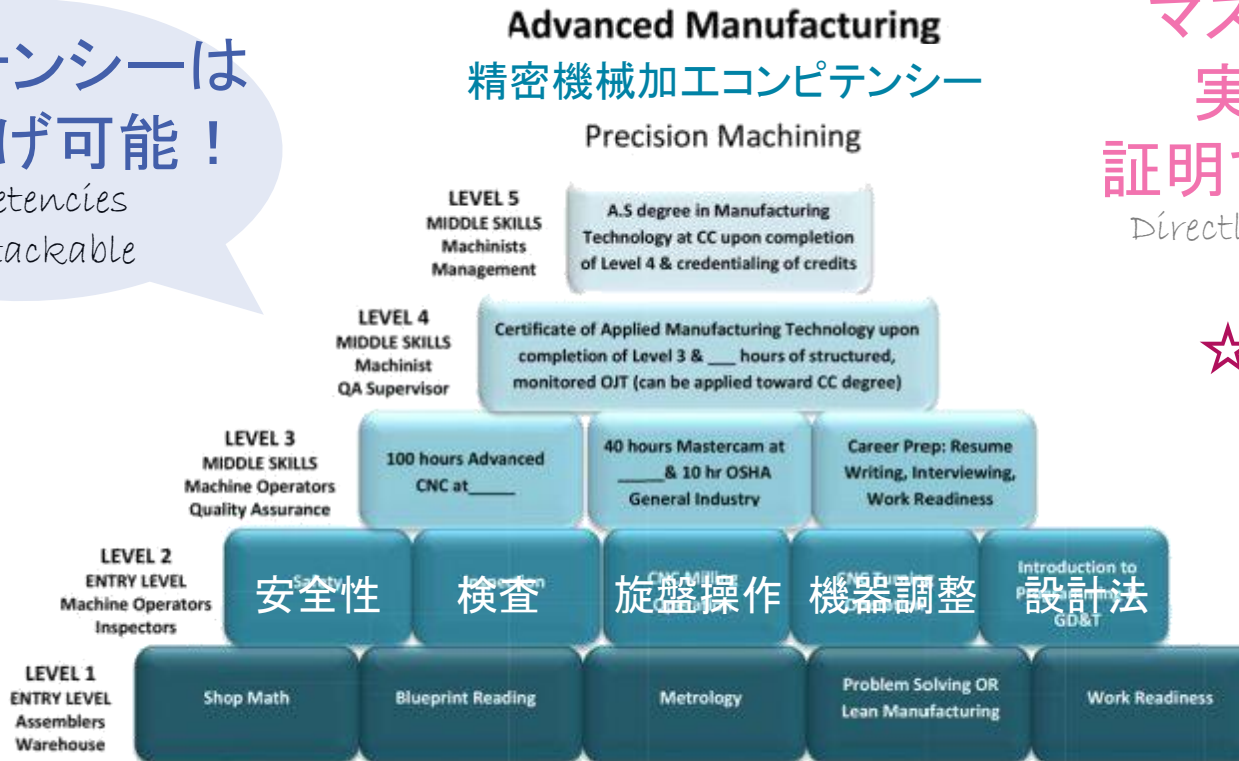 Advanced Manufacturing
精密機械加工コンピテンシー
Precision Machining
テンシーは
げ可能！
etencies
tackable
マス
実
証明
Directl
☆
LEVEL 5
MIDDLE SKILLS
Machinists
Management
A.S degree in Manufacturing
Technology at CC upon completion
of Level 4 & credentialing of credits
LEVEL 4
MIDDLE SKILLS
Machinist
QA Supervisor
Certificate of Applied Manufacturing Technology upon
completion of Level 3 & ___ hours of structured,
monitored OJT (can be applied toward CC degree)
LEVEL 3
MIDDLE SKILLS
Machine Operators
Quality Assurance
100 hours Advanced
CNC at_____
40 hours Mastercam at
_____& 10 hr OSHA
General Industry
Career Prep: Resume
Writing, Interviewing,
Work Readiness
LEVEL 2
ENTRY LEVEL
Machine Operators
Inspectors
安全性
Safety
検査
旋盤操作
CNC Milling
機器調整
CNC Turning
設計法
Introduction to
GD&T
LEVEL 1
ENTRY LEVEL
Assemblers
Warehouse
Shop Math
Blueprint Reading
Metrology
Problem Solving OR
Lean Manufacturing
Work Readiness